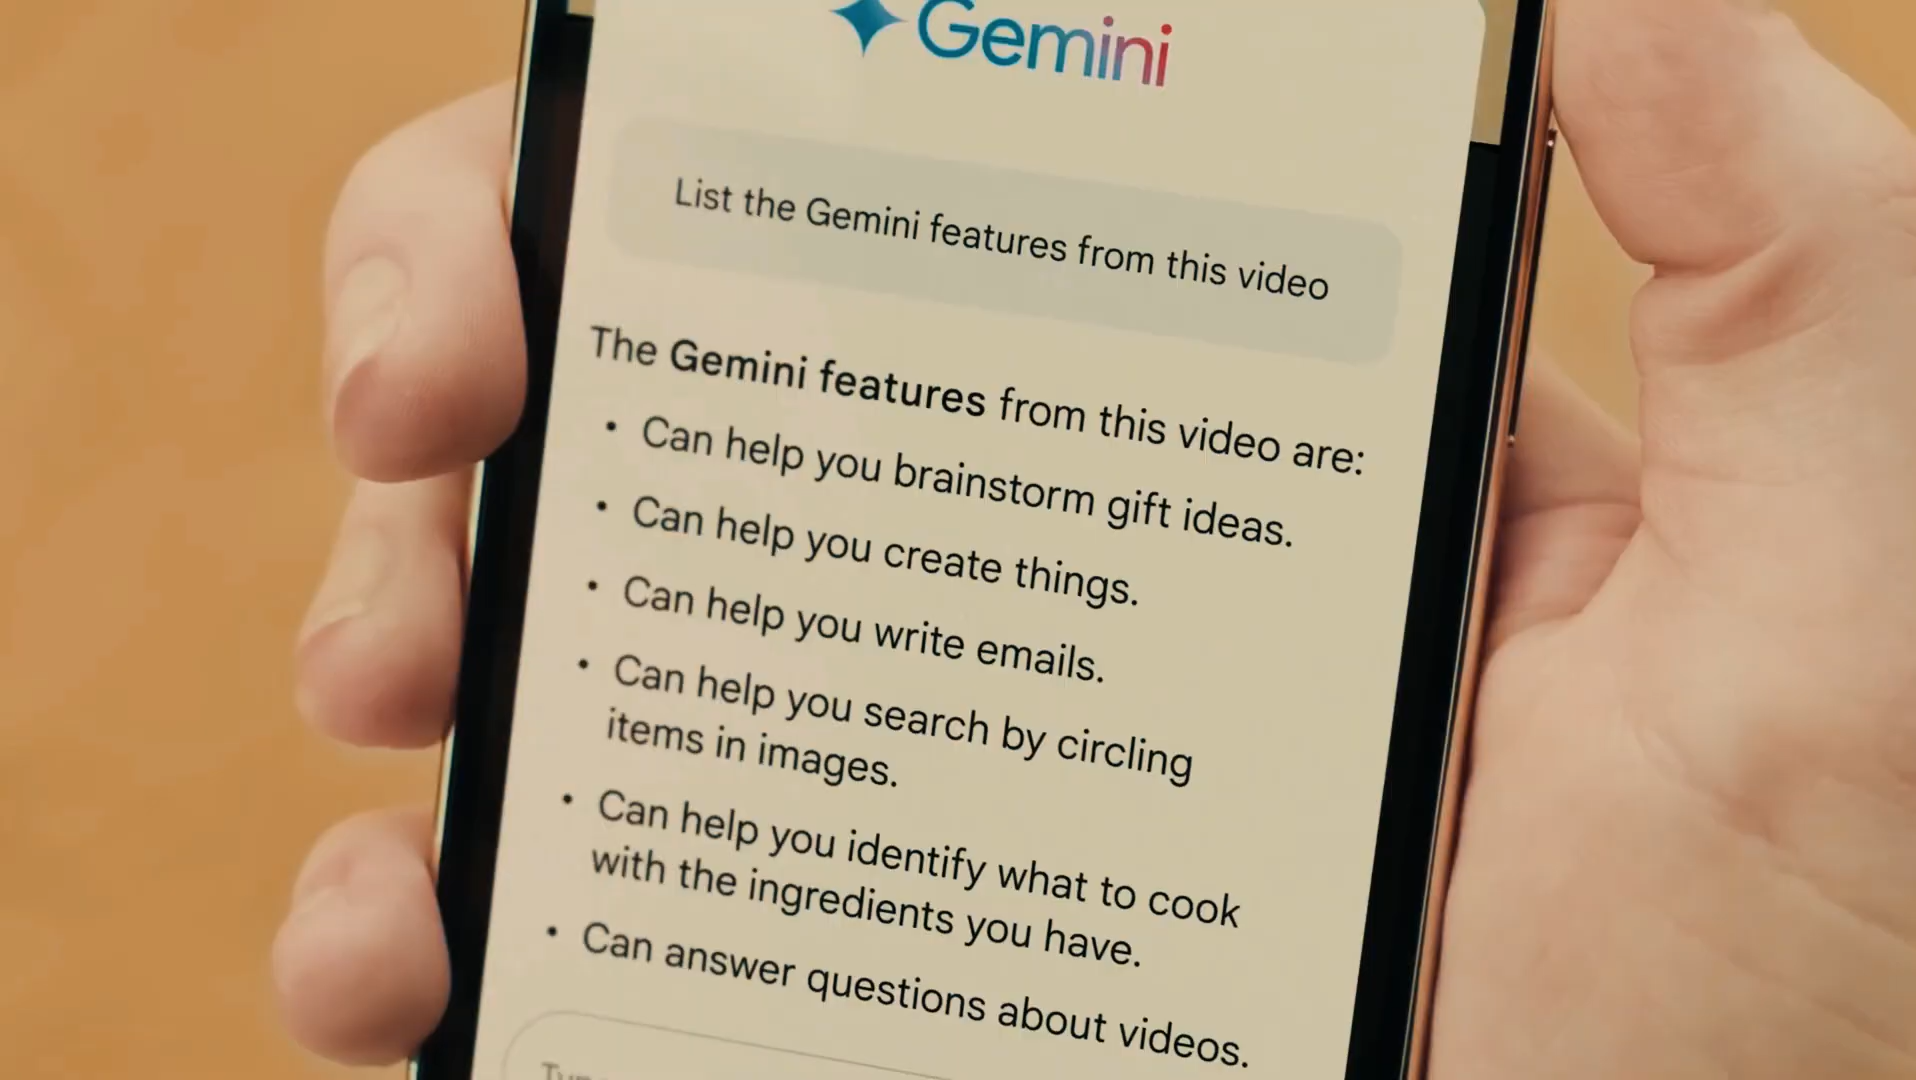 Gemini
List the Gemini features from this video
The Gemini features from this video are:
• Can help you brainstorm gift ideas.
• Can help you create things.
• Can help you write emails.
• Can help you search by circling
items in images.
• Can help you identify what to cook
with the ingredients you have.
• Can answer questions about videos.